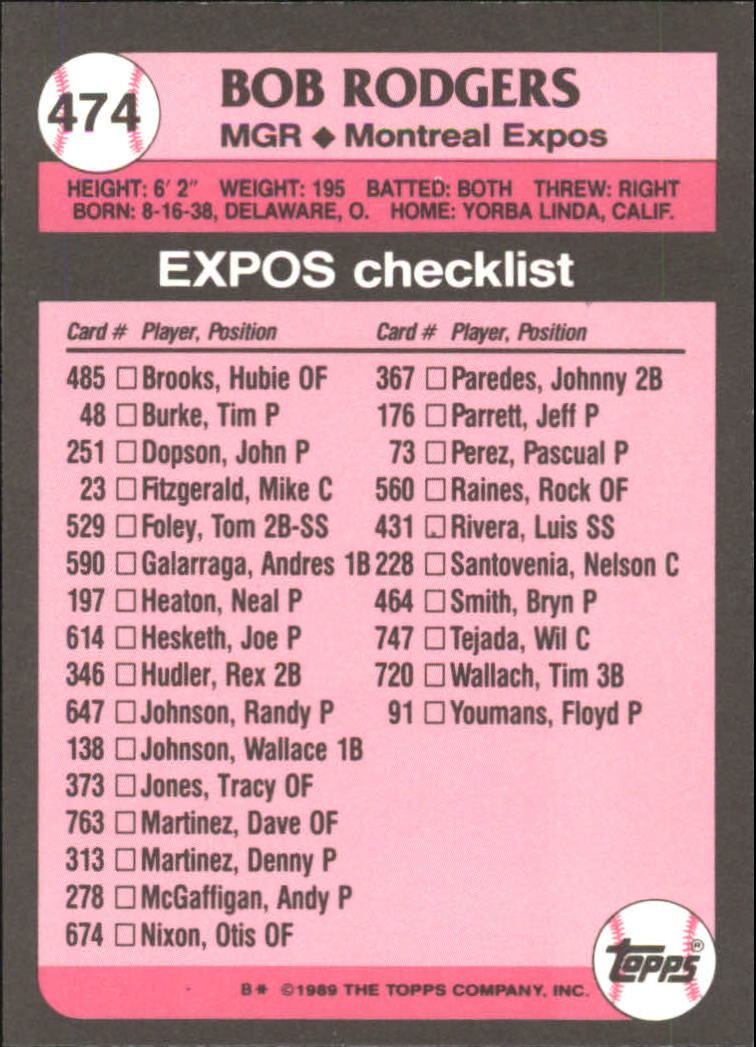 474
BOB RODGERS
MGR ◆ Montreal Expos
HEIGHT: 6' 2" WEIGHT: 195 BATTED: BOTH THREW: RIGHT
BORN: 8-16-38, DELAWARE, O. HOME: YORBA LINDA, CALIF.
EXPOS checklist
Card # Player, Position
485 □ Brooks, Hubie OF
48 □ Burke, Tim P
251 □ Dopson, John P
23 □ Fitzgerald, Mike C
529 □ Foley, Tom 2B-SS
590 □ Galarraga, Andres 1B
197 □ Heaton, Neal P
614 □ Hesketh, Joe P
346 □ Hudler, Rex 2B
647 □ Johnson, Randy P
138 □ Johnson, Wallace 1B
373 □ Jones, Tracy OF
763 □ Martinez, Dave OF
313 □ Martinez, Denny P
278 □ McGaffigan, Andy P
674 □ Nixon, Otis OF
Card # Player, Position
367 □ Paredes, Johnny 2B
176 □ Parrett, Jeff P
73 □ Perez, Pascual P
560 □ Raines, Rock OF
431 □ Rivera, Luis SS
228 □ Santovenia, Nelson C
464 □ Smith, Bryn P
747 □ Tejada, Wil C
720 □ Wallach, Tim 3B
91 □ Youmans, Floyd P
B* ©1989 THE TOPPS COMPANY, INC.
TOPPS®